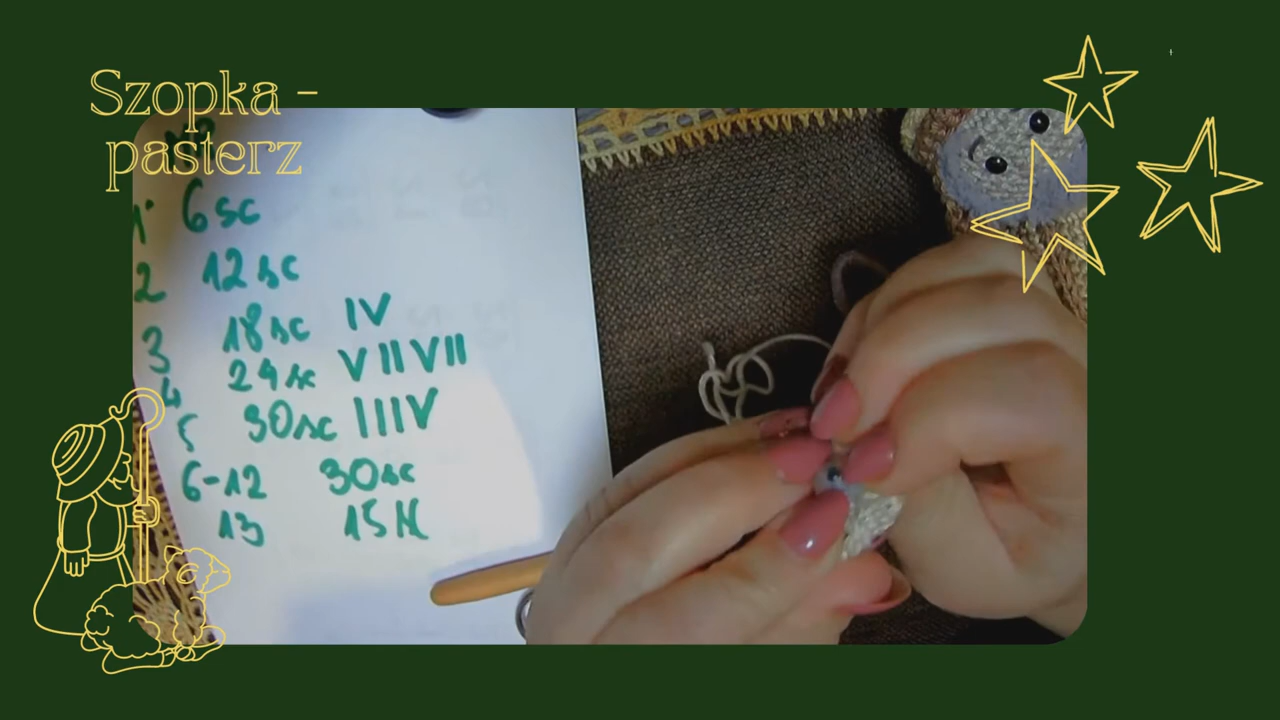 Szopka -
pasterz
1. 6sc
2 12sc
3 18sc IV
4 24sc VIIVII
5 30sc IIIV
6-12 30sc
13